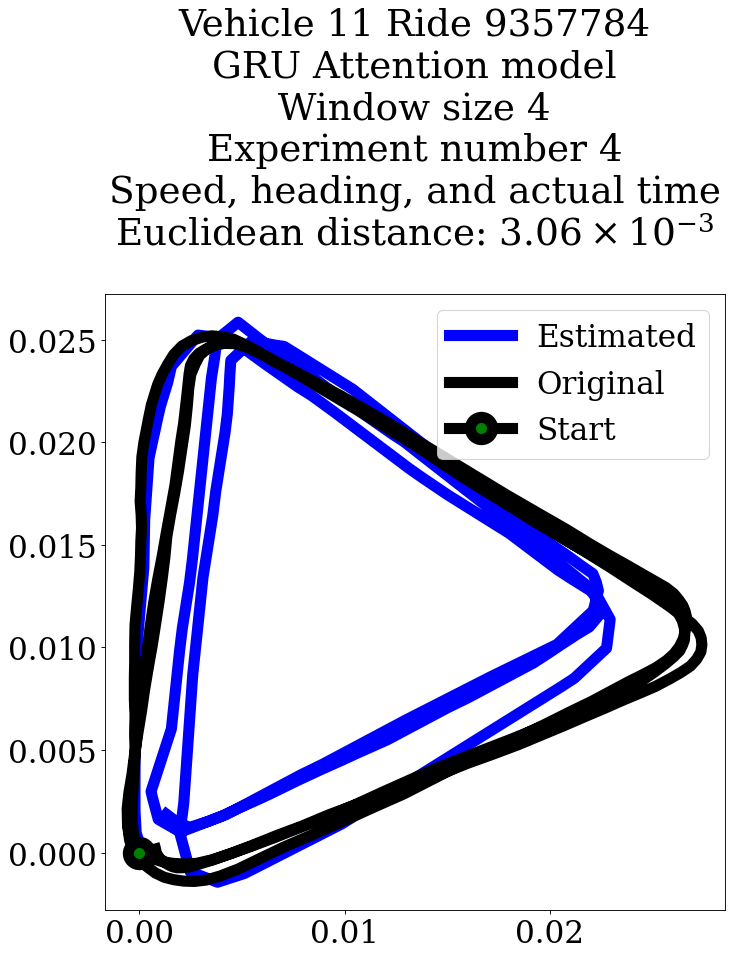 Vehicle 11 Ride 9357784
GRU Attention model
Window size 4
Experiment number 4
Speed, heading, and actual time
Euclidean distance: 3.06 × 10⁻³
Estimated
Original
Start
0.025
0.020
0.015
0.010
0.005
0.000
0.00 0.01 0.02